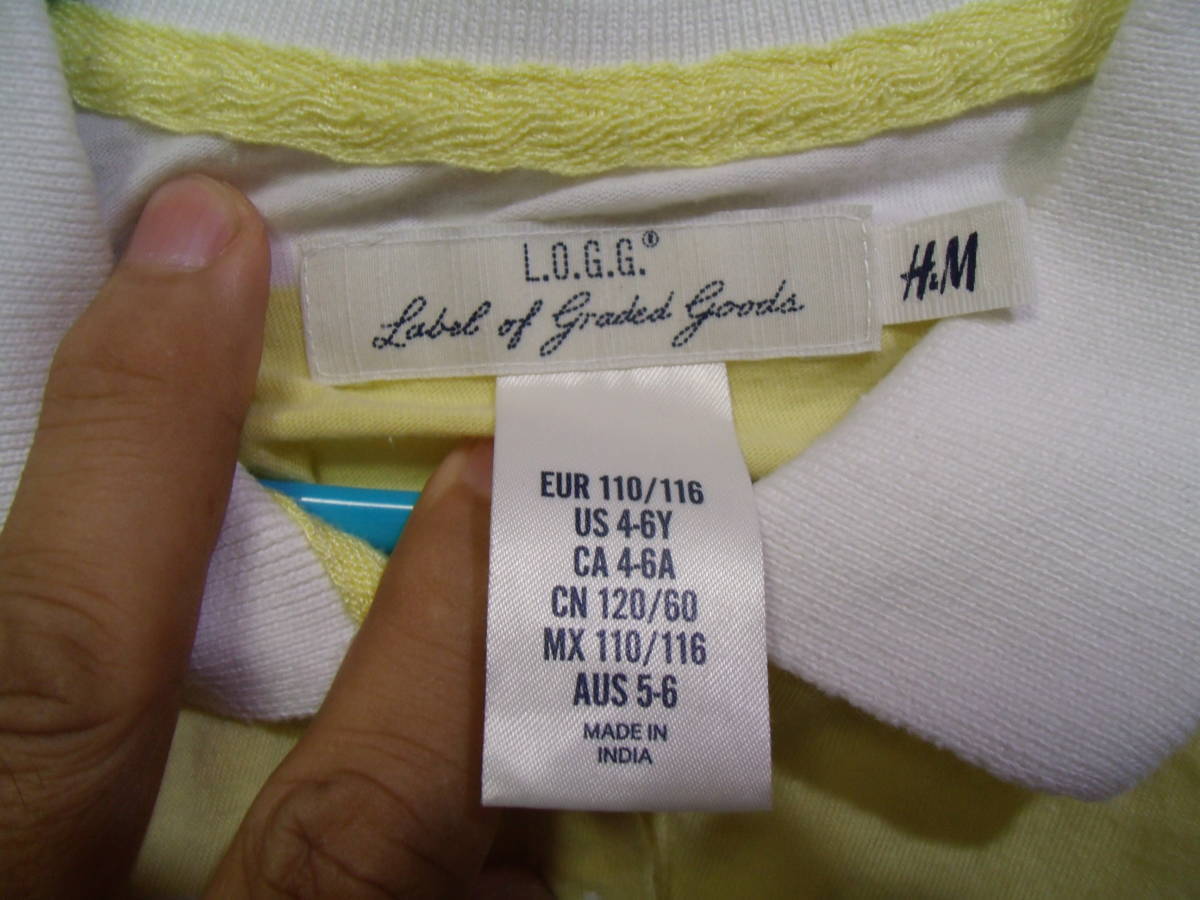 L.O.G.G.®
Label of Graded Goods
H&M
EUR 110/116
US 4-6Y
CA 4-6A
CN 120/60
MX 110/116
AUS 5-6
MADE IN
INDIA